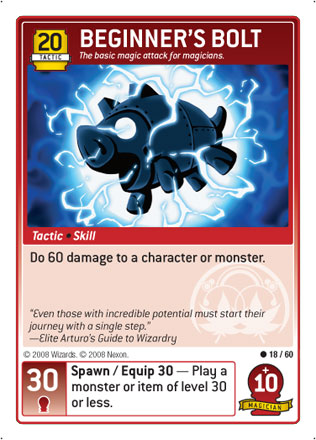 20
TACTIC
BEGINNER'S BOLT
The basic magic attack for magicians.
Tactic • Skill
Do 60 damage to a character or monster.
"Even those with incredible potential must start their
journey with a single step."
—Elite Arturo's Guide to Wizardry
© 2008 Wizards. © 2008 Nexon.
● 18 / 60
30
Spawn / Equip 30 — Play a
monster or item of level 30
or less.
+
10
MAGICIAN